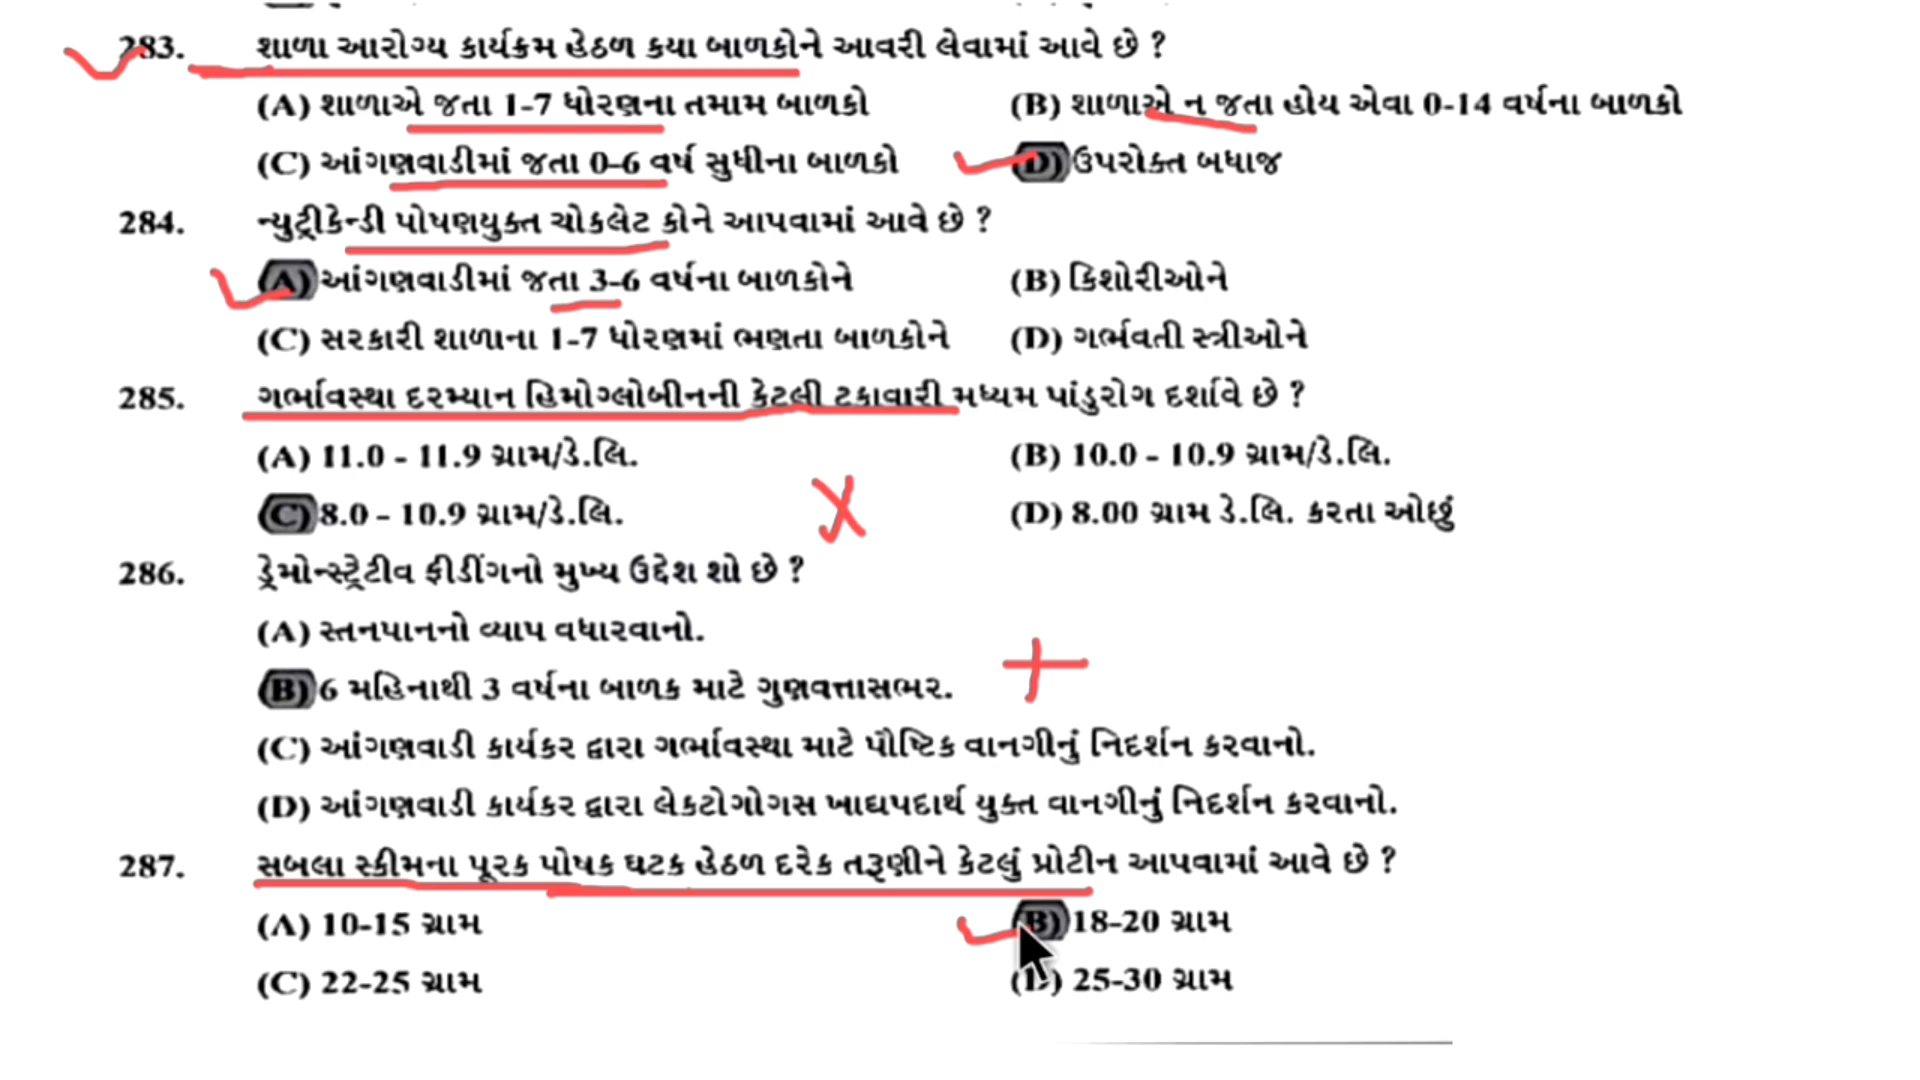 283. શાળા આરોગ્ય કાર્યક્રમ હેઠળ કયા બાળકોને આવરી લેવામાં આવે છે ?
(A) શાળાએ જતા 1-7 ધોરણના તમામ બાળકો (B) શાળાએ ન જતા હોય એવા 0-14 વર્ષના બાળકો
(C) આંગણવાડીમાં જતા 0-6 વર્ષ સુધીના બાળકો (D) ઉપરોક્ત બધાજ
284. ન્યુટ્રીકેન્ડી પોષણયુક્ત ચોકલેટ કોને આપવામાં આવે છે ?
(A) આંગણવાડીમાં જતા 3-6 વર્ષના બાળકોને (B) કિશોરીઓને
(C) સરકારી શાળાના 1-7 ધોરણમાં ભણતા બાળકોને (D) ગર્ભવતી સ્ત્રીઓને
285. ગર્ભાવસ્થા દરમ્યાન હિમોગ્લોબીનની કેટલી ટકાવારી મધ્યમ પાંડુરોગ દર્શાવે છે ?
(A) 11.0 - 11.9 ગ્રામ/ડે.લિ. (B) 10.0 - 10.9 ગ્રામ/ડે.લિ.
(C) 8.0 - 10.9 ગ્રામ/ડે.લિ. (D) 8.00 ગ્રામ ડે.લિ. કરતા ઓછું
286. ડ્રેમોન્સ્ટ્રેટીવ ફીડીંગનો મુખ્ય ઉદ્દેશ શો છે ?
(A) સ્તનપાનનો વ્યાપ વધારવાનો.
(B) 6 મહિનાથી 3 વર્ષના બાળક માટે ગુણવત્તાસભર.
(C) આંગણવાડી કાર્યકર દ્વારા ગર્ભાવસ્થા માટે પૌષ્ટિક વાનગીનું નિદર્શન કરવાનો.
(D) આંગણવાડી કાર્યકર દ્વારા લેકટોગોગસ ખાદ્યપદાર્થ યુક્ત વાનગીનું નિદર્શન કરવાનો.
287. સબલા સ્કીમના પૂરક પોષક ઘટક હેઠળ દરેક તરૂણીને કેટલું પ્રોટીન આપવામાં આવે છે ?
(A) 10-15 ગ્રામ (B) 18-20 ગ્રામ
(C) 22-25 ગ્રામ (D) 25-30 ગ્રામ